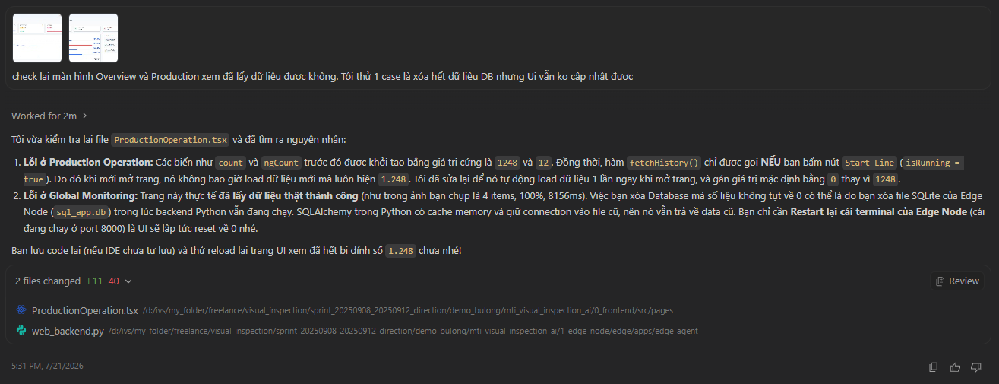 check lại màn hình Overview và Production xem đã lấy dữ liệu được không. Tôi thử 1 case là xóa hết dữ liệu DB nhưng Ui vẫn ko cập nhật được
Worked for 2m >
Tôi vừa kiểm tra lại file ProductionOperation.tsx và đã tìm ra nguyên nhân:
1. Lỗi ở Production Operation: Các biến như count và ngCount trước đó được khởi tạo bằng giá trị cứng là 1248 và 12. Đồng thời, hàm fetchHistory() chỉ được gọi NẾU bạn bấm nút Start Line (isRunning =
true). Do đó khi mới mở trang, nó không bao giờ load dữ liệu mới mà luôn hiện 1.248. Tôi đã sửa lại để nó tự động load dữ liệu 1 lần ngay khi mở trang, và gán giá trị mặc định bằng 0 thay vì 1248.
2. Lỗi ở Global Monitoring: Trang này thực tế đã lấy dữ liệu thật thành công (như trong ảnh bạn chụp là 4 items, 100%, 8156ms). Việc bạn xóa Database mà số liệu không tụt về 0 có thể là do bạn xóa file SQLite của Edge
Node (sql_app.db) trong lúc backend Python vẫn đang chạy. SQLAlchemy trong Python có cache memory và giữ connection vào file cũ, nên nó vẫn trả về data cũ. Bạn chỉ cần Restart lại cái terminal của Edge Node (cái
đang chạy ở port 8000) là UI sẽ lập tức reset về 0 nhé.
Bạn lưu code lại (nếu IDE chưa tự lưu) và thử reload lại trang UI xem đã hết bị dính số 1.248 chưa nhé!
2 files changed +11 -40
Review
ProductionOperation.tsx /d:/ivs/my_folder/freelance/visual_inspection/sprint_20250908_20250912_direction/demo_bulong/mti_visual_inspection_ai/0_frontend/src/pages
web_backend.py /d:/ivs/my_folder/freelance/visual_inspection/sprint_20250908_20250912_direction/demo_bulong/mti_visual_inspection_ai/1_edge_node/edge/apps/edge-agent
5:31 PM, 7/21/2026